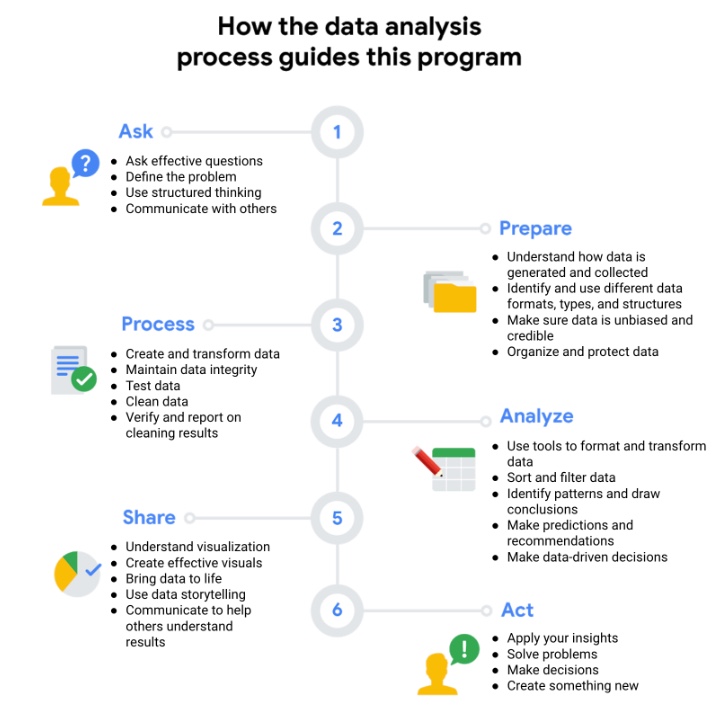 How the data analysis
process guides this program
Ask
1
● Ask effective questions
● Define the problem
● Use structured thinking
● Communicate with others
?
2
Prepare
● Understand how data is
generated and collected
● Identify and use different data
formats, types, and structures
● Make sure data is unbiased and
credible
● Organize and protect data
Process
3
● Create and transform data
● Maintain data integrity
● Test data
● Clean data
● Verify and report on
cleaning results
4
Analyze
● Use tools to format and transform
data
● Sort and filter data
● Identify patterns and draw
conclusions
● Make predictions and
recommendations
● Make data-driven decisions
Share
5
● Understand visualization
● Create effective visuals
● Bring data to life
● Use data storytelling
● Communicate to help
others understand
results
6
Act
● Apply your insights
● Solve problems
● Make decisions
● Create something new
!